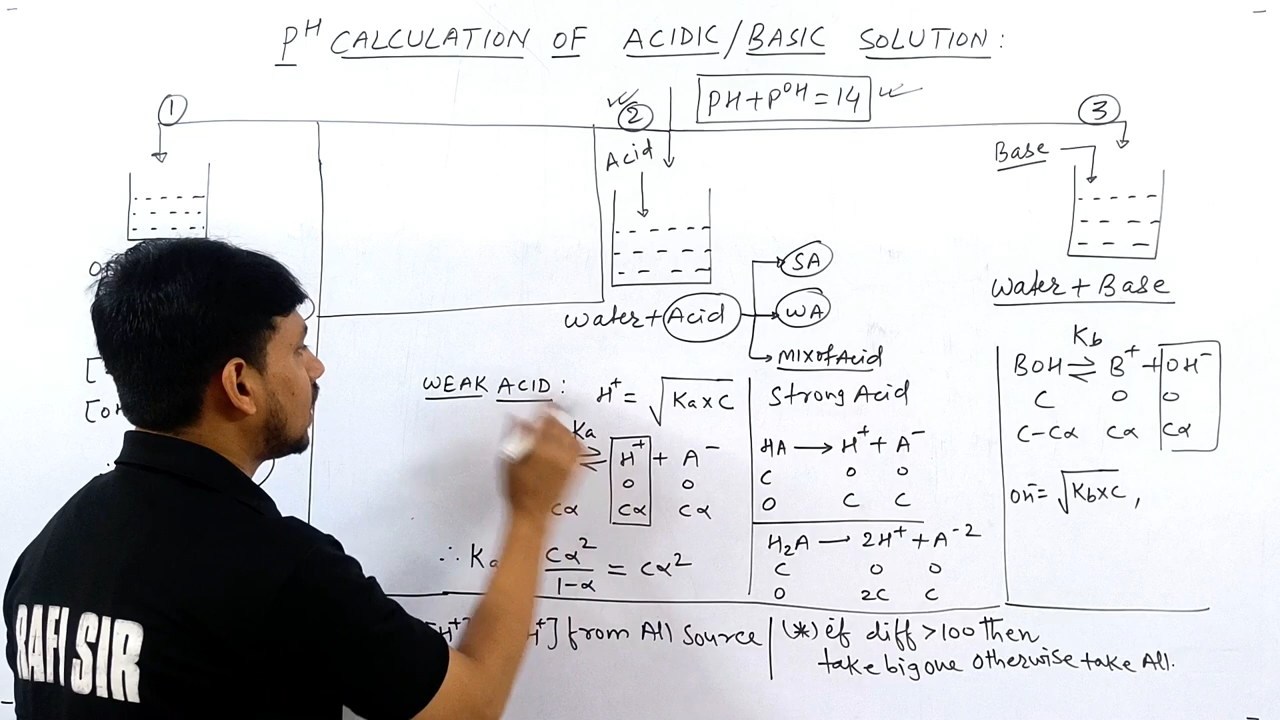 pH CALCULATION OF ACIDIC/BASIC SOLUTION:
PH+POH=14
1
2
3
Acid
Base
SA
Water+Acid
WA
MIXofAcid
Water+Base
WEAK ACID: H+ = √Ka×C
Ka
H+ + A-
0 0
Cα Cα Cα
∴ Ka Cα²/1-α = Cα²
Strong Acid
HA → H+ + A-
C 0 0
0 C C
H2A → 2H+ + A-2
C 0 0
0 2C C
Kb
BOH ⇌ B+ + OH-
C 0 0
C-Cα Cα Cα
OH- = √Kb×C,
[H+] H+] from All Source
(*) if diff >100 then
take big one otherwise take All.
RAFI SIR